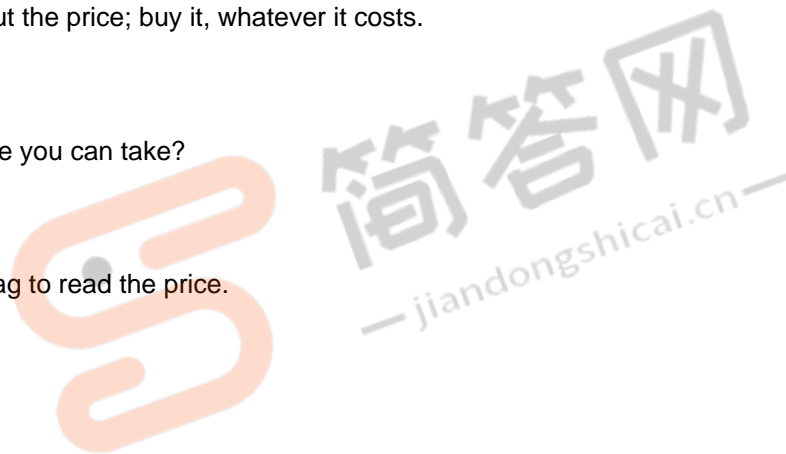 ut the price; buy it, whatever it costs.
e you can take?
ag to read the price.
简答网
jiandongshicai.cn